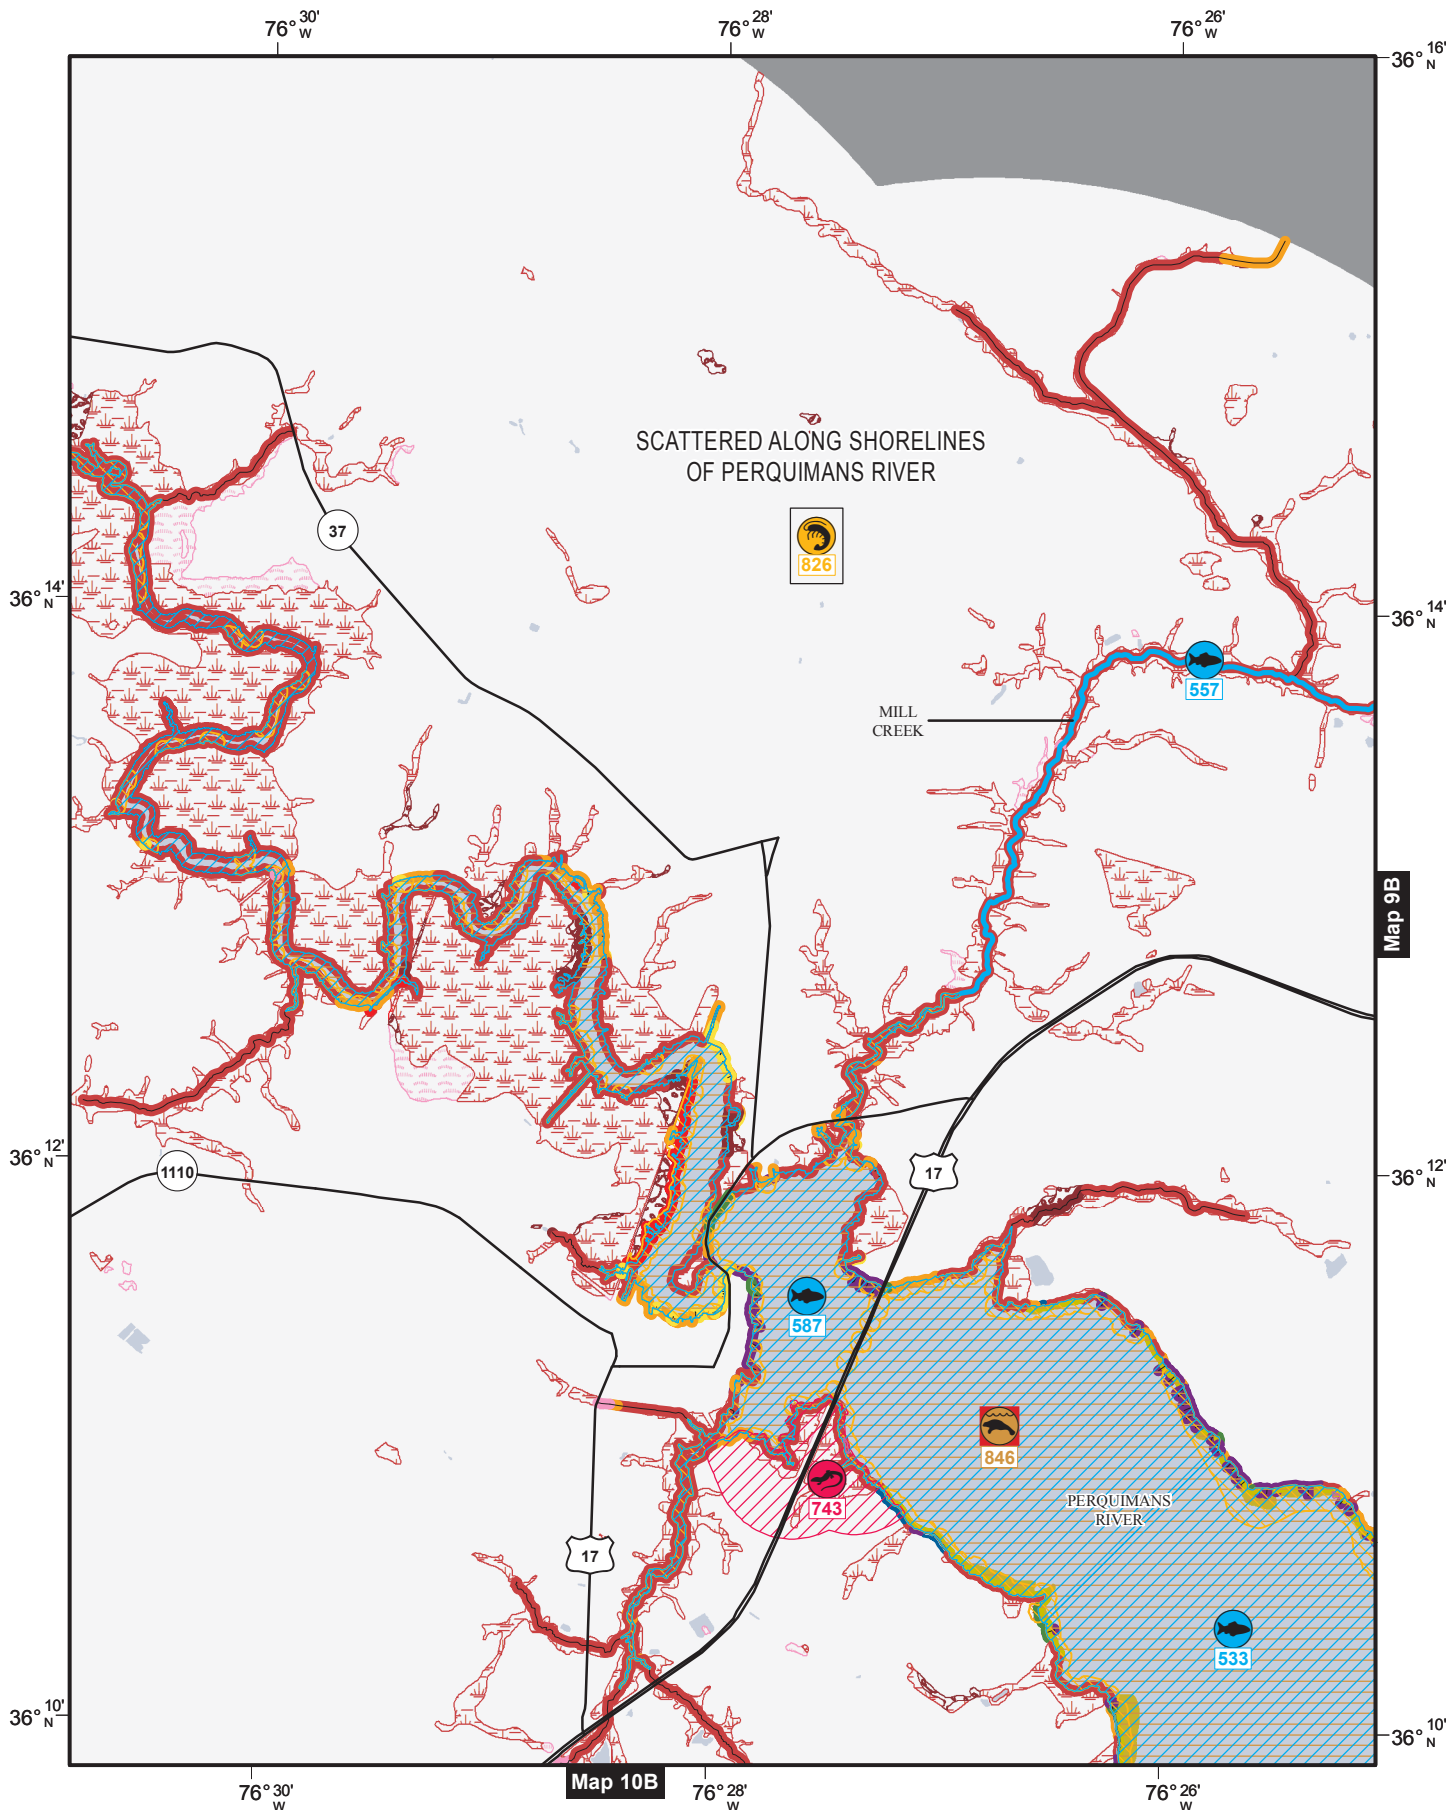 76° 30' W
76° 28' W
76° 26' W
36° 16' N
SCATTERED ALONG SHORELINES
OF PERQUIMANS RIVER
826
37
36° 14' N
36° 14' N
557
MILL
CREEK
Map 9B
36° 12' N
36° 12' N
1110
17
587
846
743
PERQUIMANS
RIVER
17
533
36° 10' N
36° 10' N
Map 10B
76° 30' W
76° 28' W
76° 26' W